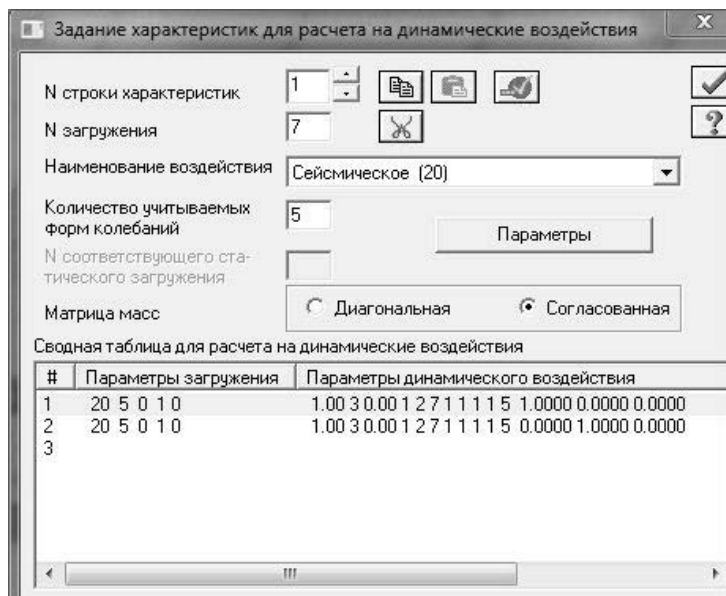 Задание характеристик для расчета на динамические воздействия
N строки характеристик 1
N загружения 7
Наименование воздействия Сейсмическое (20)
Количество учитываемых
форм колебаний 5
Параметры
N соответствующего ста-
тического загружения
Матрица масс Диагональная Согласованная
Сводная таблица для расчета на динамические воздействия
# Параметры загружения Параметры динамического воздействия
1 20 5 0 1 0 1.00 3 0.00 1 2 7 1 1 1 1 5 1.0000 0.0000 0.0000
2 20 5 0 1 0 1.00 3 0.00 1 2 7 1 1 1 1 5 0.0000 1.0000 0.0000
3